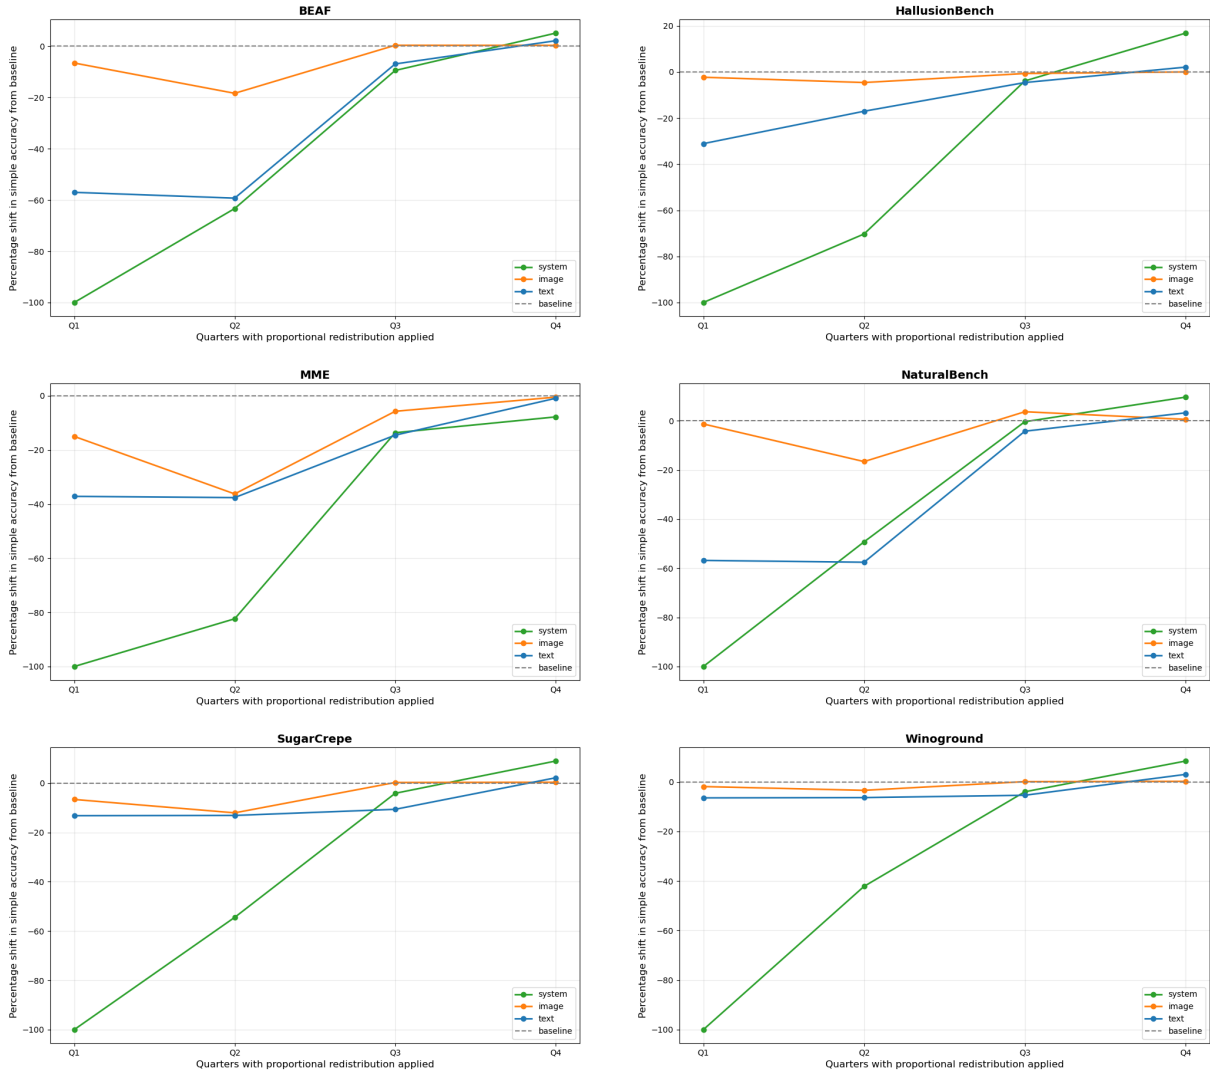 BEAF
Percentage shift in simple accuracy from baseline
0
−20
−40
−60
−80
−100
Q1
Q2
Q3
Q4
Quarters with proportional redistribution applied
system
image
text
baseline
HallusionBench
Percentage shift in simple accuracy from baseline
20
0
−20
−40
−60
−80
−100
Q1
Q2
Q3
Q4
Quarters with proportional redistribution applied
system
image
text
baseline
MME
Percentage shift in simple accuracy from baseline
0
−20
−40
−60
−80
−100
Q1
Q2
Q3
Q4
Quarters with proportional redistribution applied
system
image
text
baseline
NaturalBench
Percentage shift in simple accuracy from baseline
0
−20
−40
−60
−80
−100
Q1
Q2
Q3
Q4
Quarters with proportional redistribution applied
system
image
text
baseline
SugarCrepe
Percentage shift in simple accuracy from baseline
0
−20
−40
−60
−80
−100
Q1
Q2
Q3
Q4
Quarters with proportional redistribution applied
system
image
text
baseline
Winoground
Percentage shift in simple accuracy from baseline
0
−20
−40
−60
−80
−100
Q1
Q2
Q3
Q4
Quarters with proportional redistribution applied
system
image
text
baseline